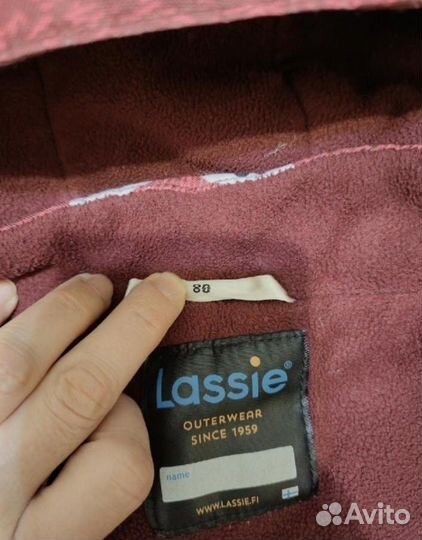 80
Lassie®
OUTERWEAR
SINCE 1959
name
WWW.LASSIE.FI
Avito